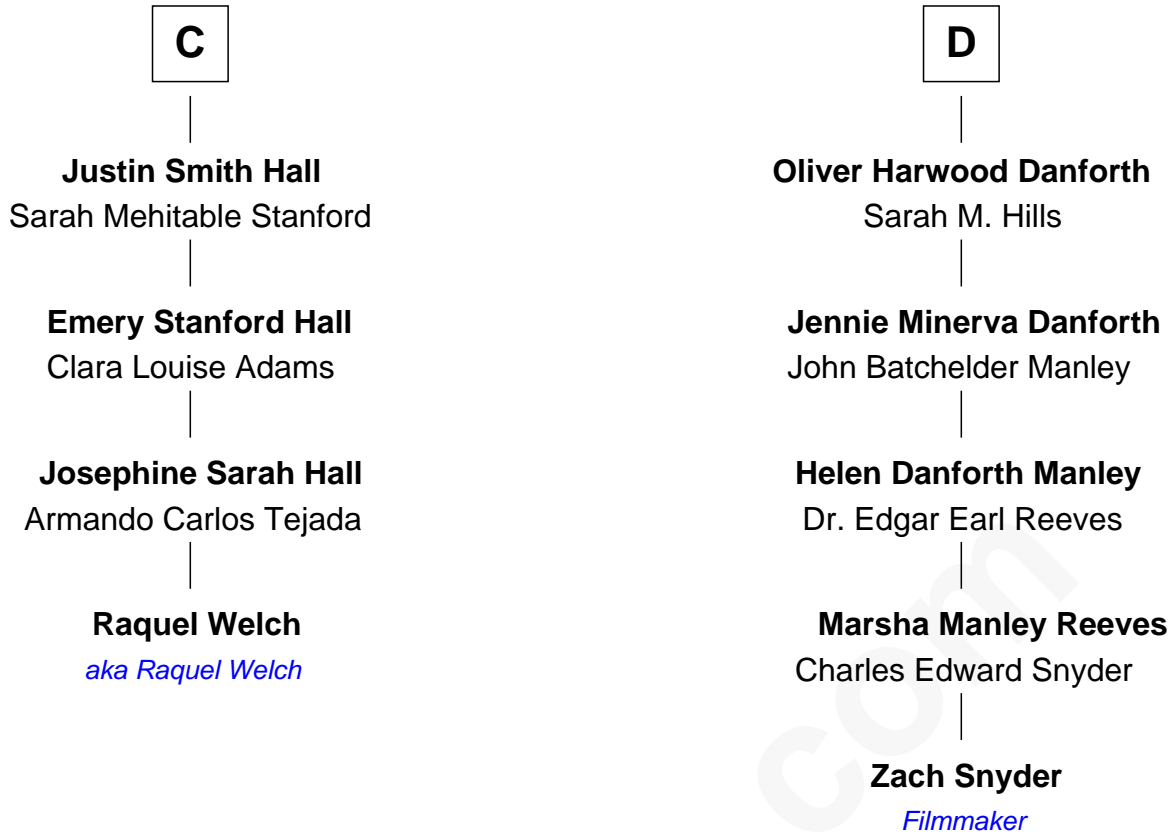 C
Justin Smith Hall
Sarah Mehitable Stanford
Emery Stanford Hall
Clara Louise Adams
Josephine Sarah Hall
Armando Carlos Tejada
Raquel Welch
aka Raquel Welch
D
Oliver Harwood Danforth
Sarah M. Hills
Jennie Minerva Danforth
John Batchelder Manley
Helen Danforth Manley
Dr. Edgar Earl Reeves
Marsha Manley Reeves
Charles Edward Snyder
Zach Snyder
Filmmaker
com